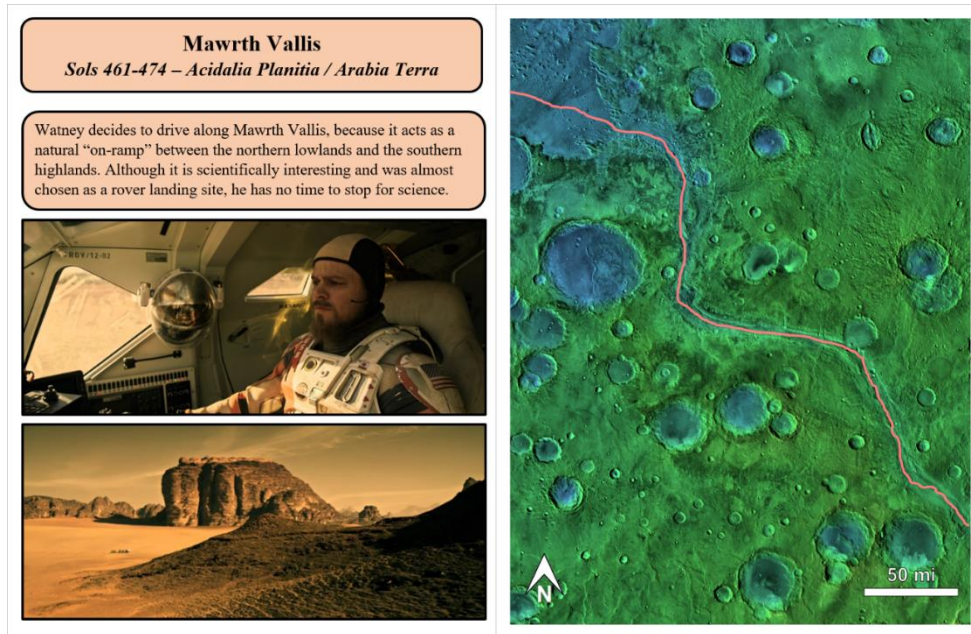 Mawrth Vallis
Sols 461-474 – Acidalia Planitia / Arabia Terra
Watney decides to drive along Mawrth Vallis, because it acts as a
natural “on-ramp” between the northern lowlands and the southern
highlands. Although it is scientifically interesting and was almost
chosen as a rover landing site, he has no time to stop for science.
N
50 mi